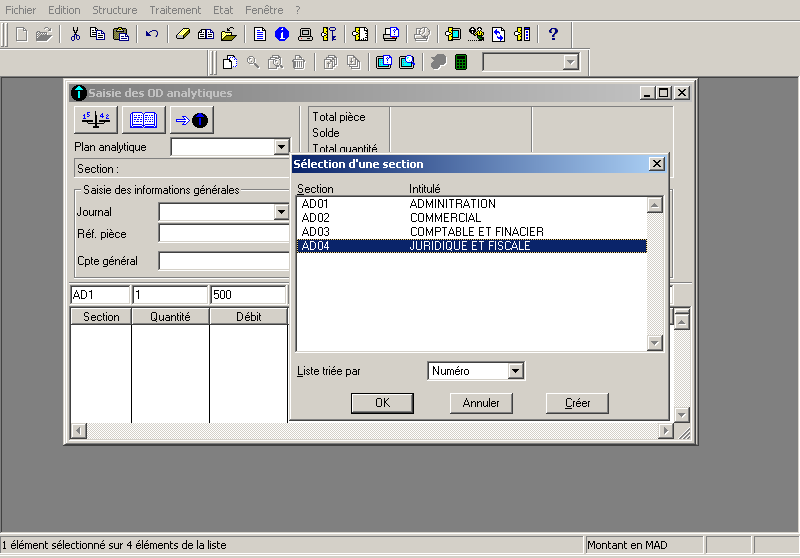 Fichier Edition Structure Traitement Etat Fenêtre ?
Saisie des OD analytiques
Total pièce
Solde
Total quantité
Plan analytique
Section :
Saisie des informations générales
Journal
Réf. pièce
Cpte général
AD1 1 500
Section Quantité Débit
Sélection d'une section
Section Intitulé
AD01 ADMINITRATION
AD02 COMMERCIAL
AD03 COMPTABLE ET FINACIER
AD04 JURIDIQUE ET FISCALE
Liste triée par Numéro
OK Annuler Créer
1 élément sélectionné sur 4 éléments de la liste Montant en MAD